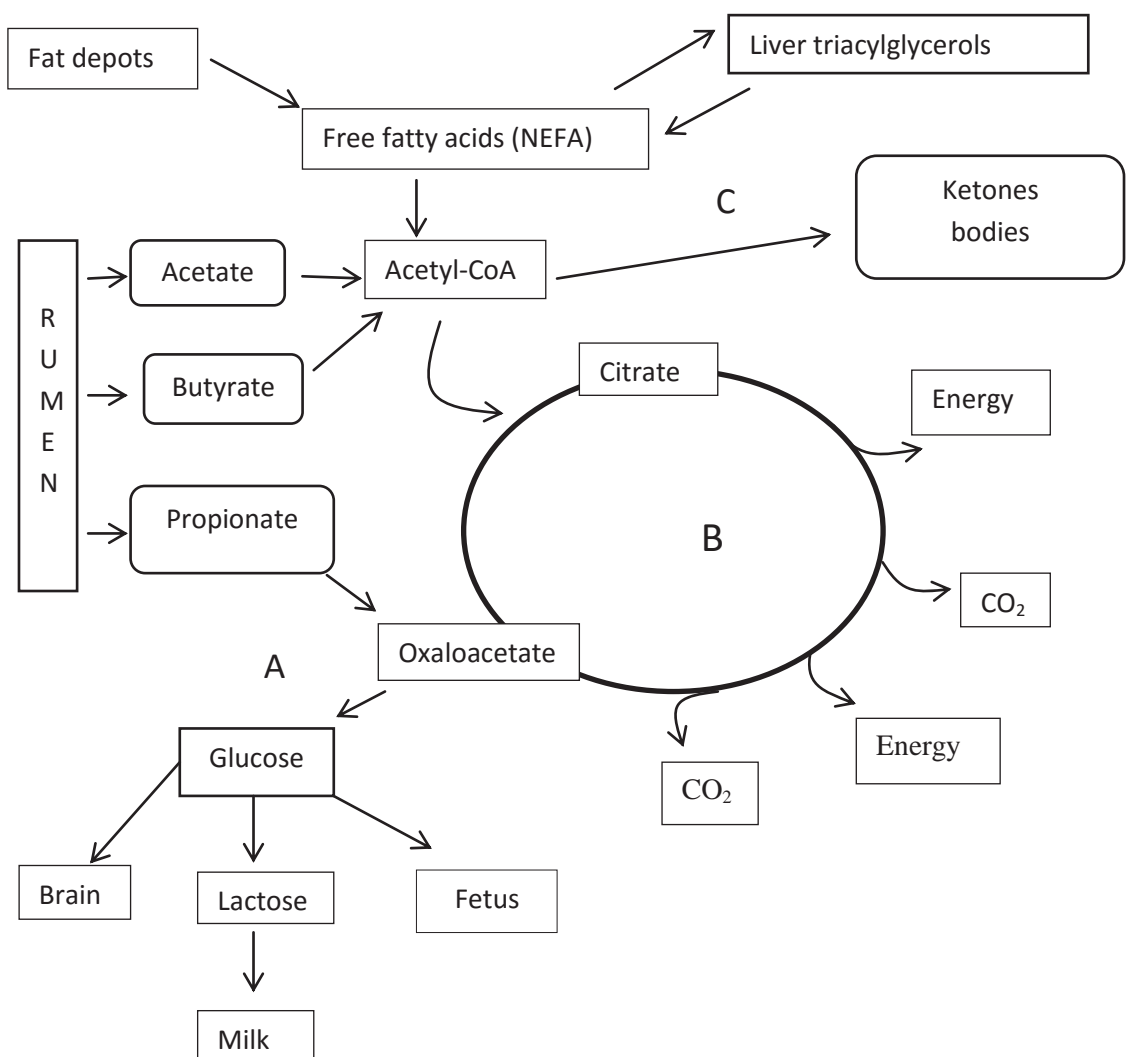 Fat depots
Liver triacylglycerols
Free fatty acids (NEFA)
C
Ketones
bodies
R
U
M
E
N
Acetate
Acetyl-CoA
Butyrate
Citrate
Energy
Propionate
B
CO₂
Oxaloacetate
A
Energy
Glucose
CO₂
Brain
Lactose
Fetus
Milk